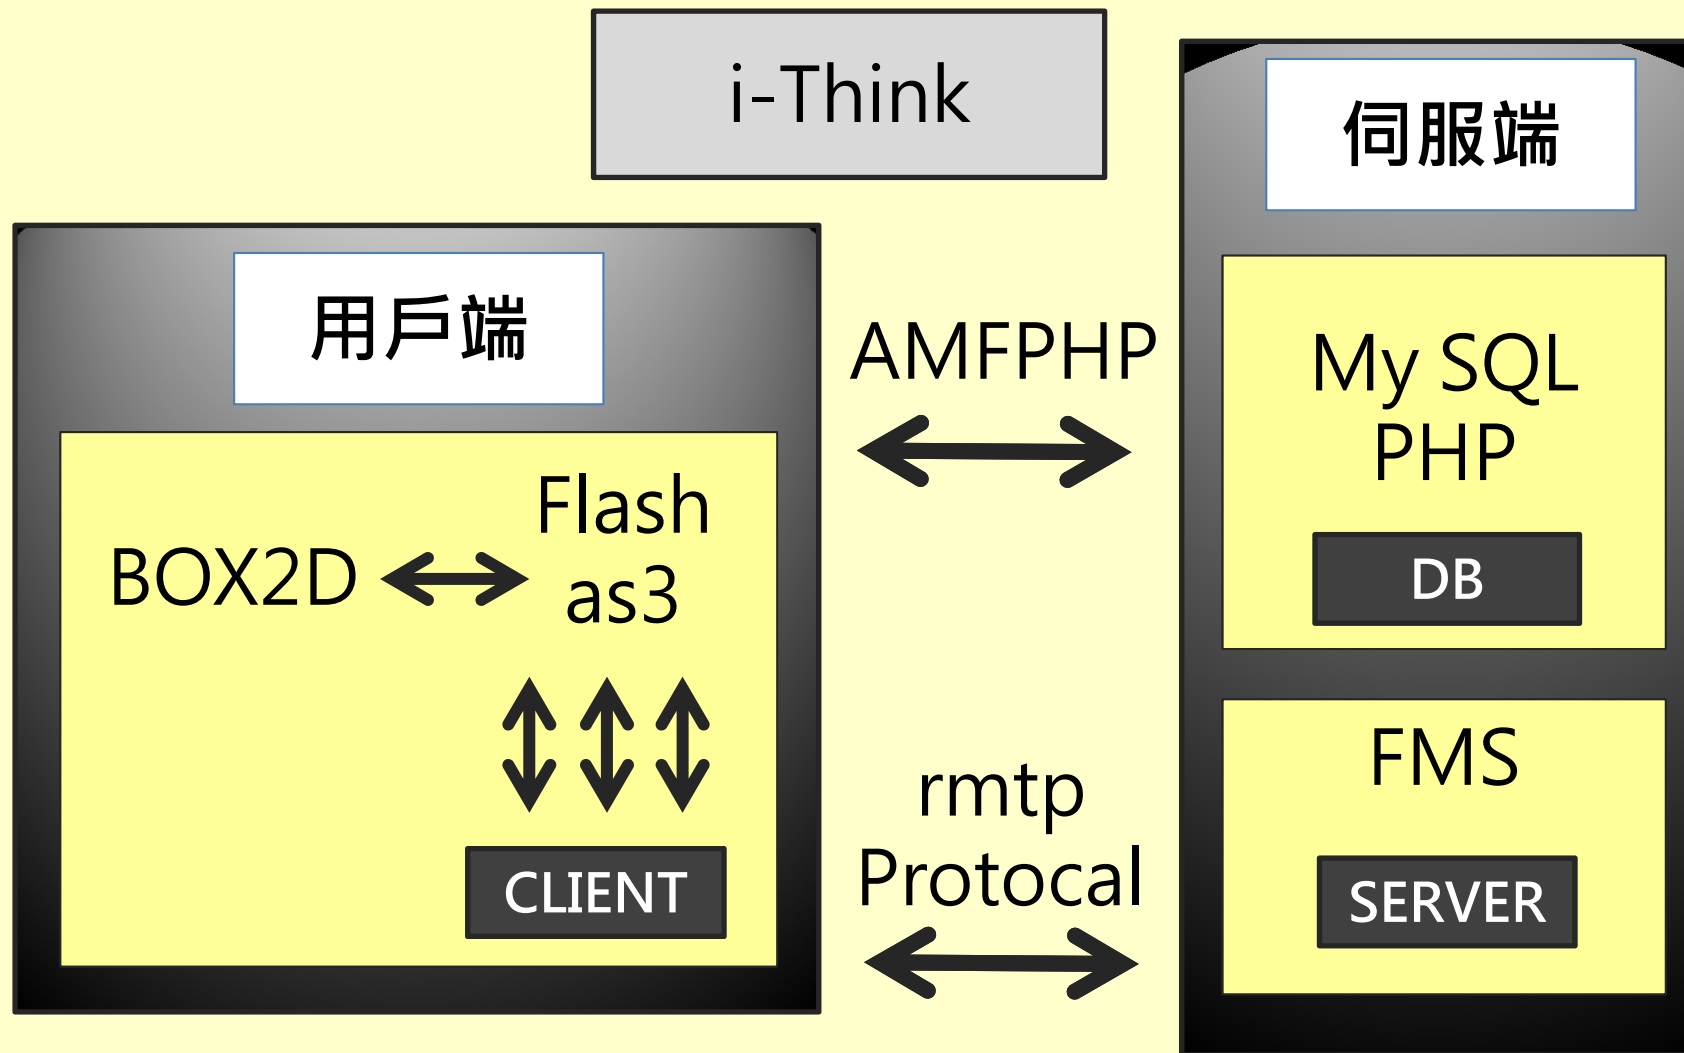 i-Think
用戶端
BOX2D
Flash
as3
CLIENT
AMFPHP
rmtp
Protocal
伺服端
My SQL
PHP
DB
FMS
SERVER